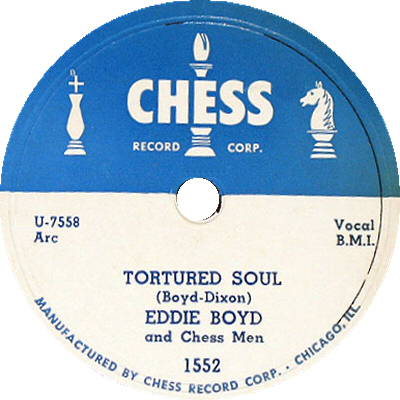 CHESS
RECORD CORP.
U-7558
Arc
Vocal
B.M.I.
TORTURED SOUL
(Boyd-Dixon)
EDDIE BOYD
and Chess Men
1552
MANUFACTURED BY CHESS RECORD CORP. • CHICAGO, ILL